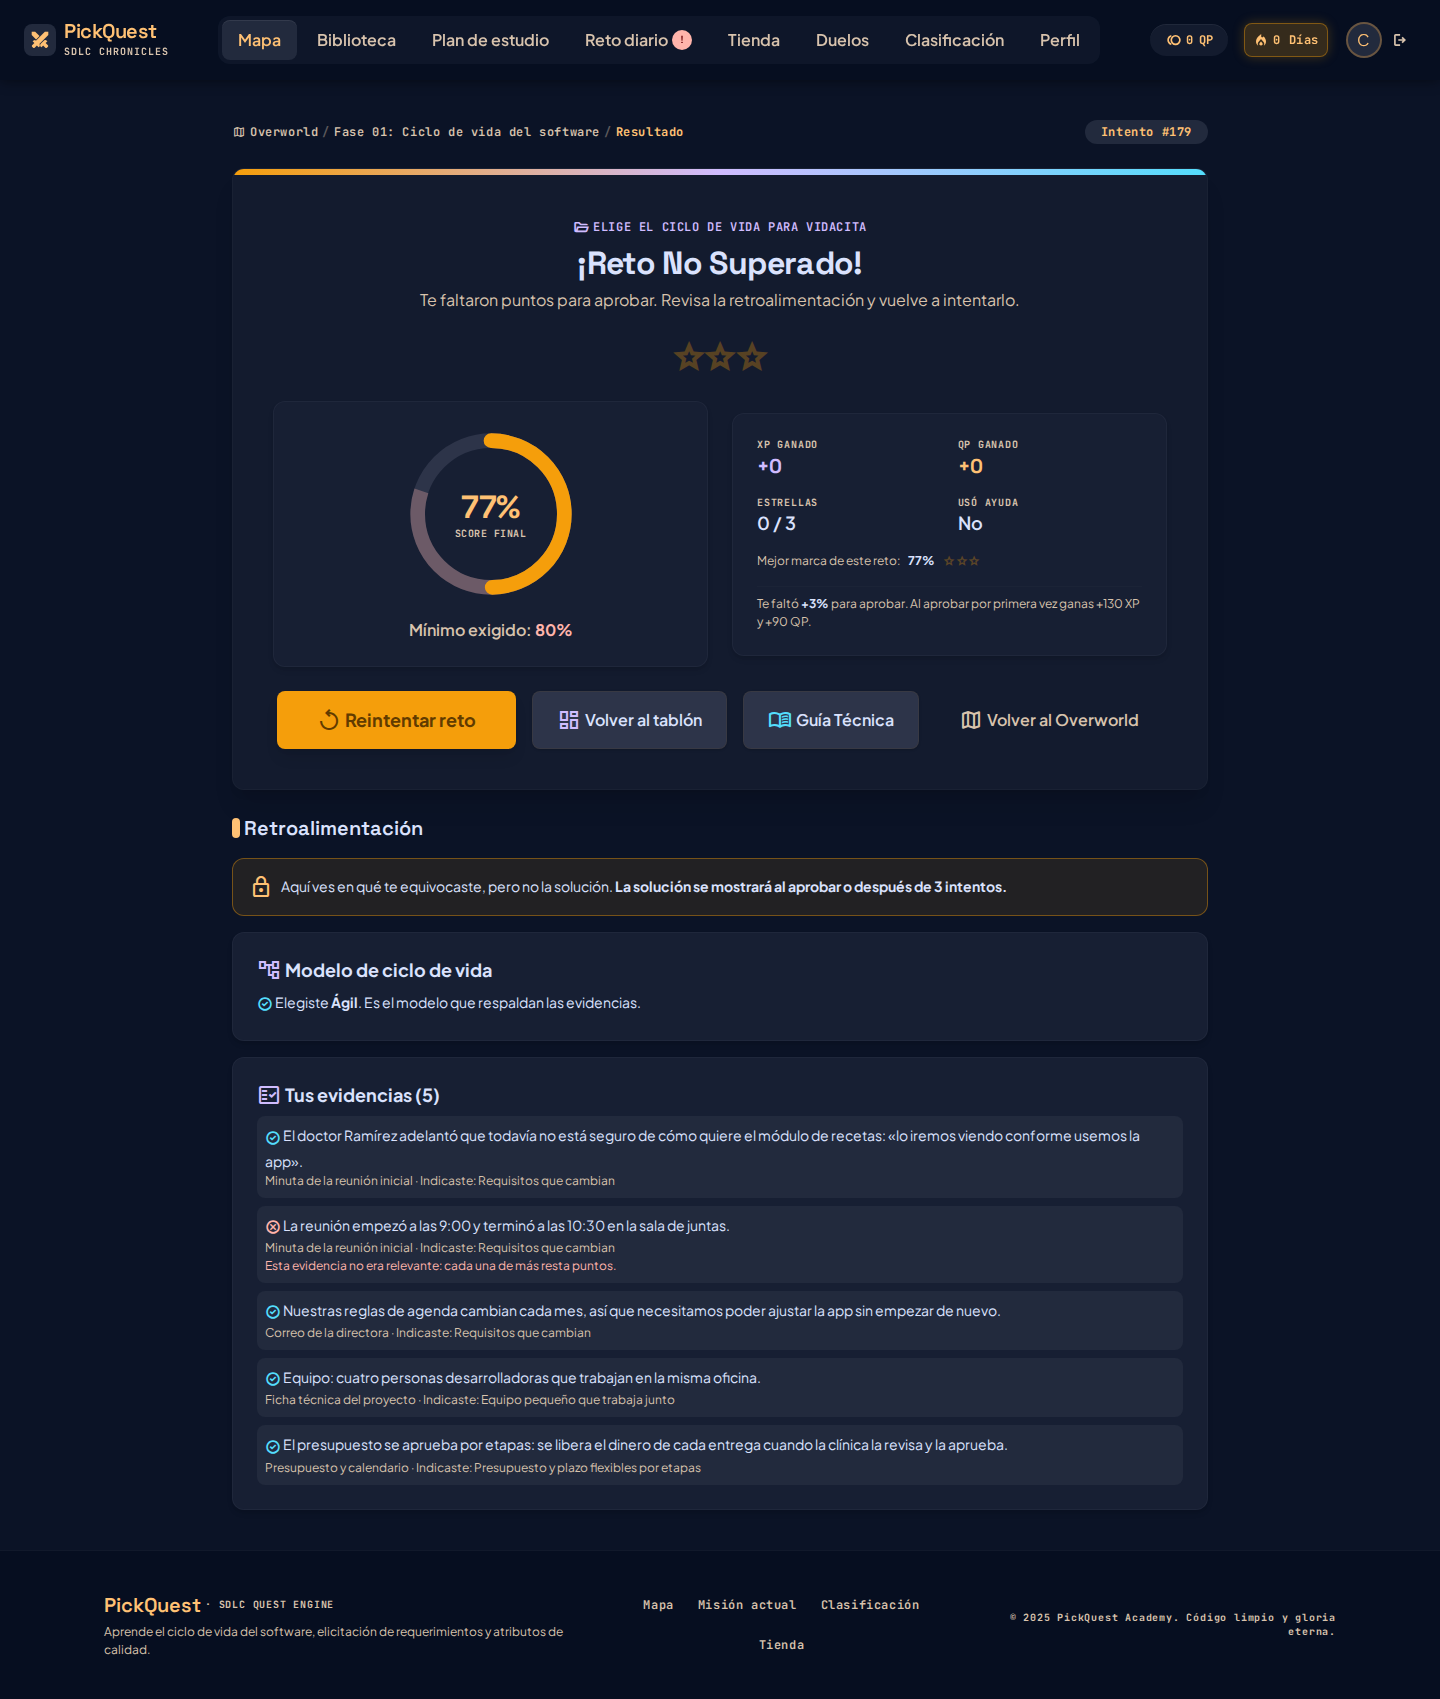 PickQuest
SDLC CHRONICLES
Mapa
Biblioteca
Plan de estudio
Reto diario !
Tienda
Duelos
Clasificación
Perfil
0 QP
0 Días
C
Overworld / Fase 01: Ciclo de vida del software / Resultado
Intento #179
ELIGE EL CICLO DE VIDA PARA VIDACITA
¡Reto No Superado!
Te faltaron puntos para aprobar. Revisa la retroalimentación y vuelve a intentarlo.
77%
SCORE FINAL
Mínimo exigido: 80%
XP GANADO
+0
QP GANADO
+0
ESTRELLAS
0 / 3
USÓ AYUDA
No
Mejor marca de este reto: 77%
Te faltó +3% para aprobar. Al aprobar por primera vez ganas +130 XP
y +90 QP.
Reintentar reto
Volver al tablón
Guía Técnica
Volver al Overworld
Retroalimentación
Aquí ves en qué te equivocaste, pero no la solución. La solución se mostrará al aprobar o después de 3 intentos.
Modelo de ciclo de vida
Elegiste Ágil. Es el modelo que respaldan las evidencias.
Tus evidencias (5)
El doctor Ramírez adelantó que todavía no está seguro de cómo quiere el módulo de recetas: «lo iremos viendo conforme usemos la
app».
Minuta de la reunión inicial · Indicaste: Requisitos que cambian
La reunión empezó a las 9:00 y terminó a las 10:30 en la sala de juntas.
Minuta de la reunión inicial · Indicaste: Requisitos que cambian
Esta evidencia no era relevante: cada una de más resta puntos.
Nuestras reglas de agenda cambian cada mes, así que necesitamos poder ajustar la app sin empezar de nuevo.
Correo de la directora · Indicaste: Requisitos que cambian
Equipo: cuatro personas desarrolladoras que trabajan en la misma oficina.
Ficha técnica del proyecto · Indicaste: Equipo pequeño que trabaja junto
El presupuesto se aprueba por etapas: se libera el dinero de cada entrega cuando la clínica la revisa y la aprueba.
Presupuesto y calendario · Indicaste: Presupuesto y plazo flexibles por etapas
PickQuest · SDLC QUEST ENGINE
Aprende el ciclo de vida del software, elicitación de requerimientos y atributos de
calidad.
Mapa
Misión actual
Clasificación
Tienda
© 2025 PickQuest Academy. Código limpio y gloria
eterna.